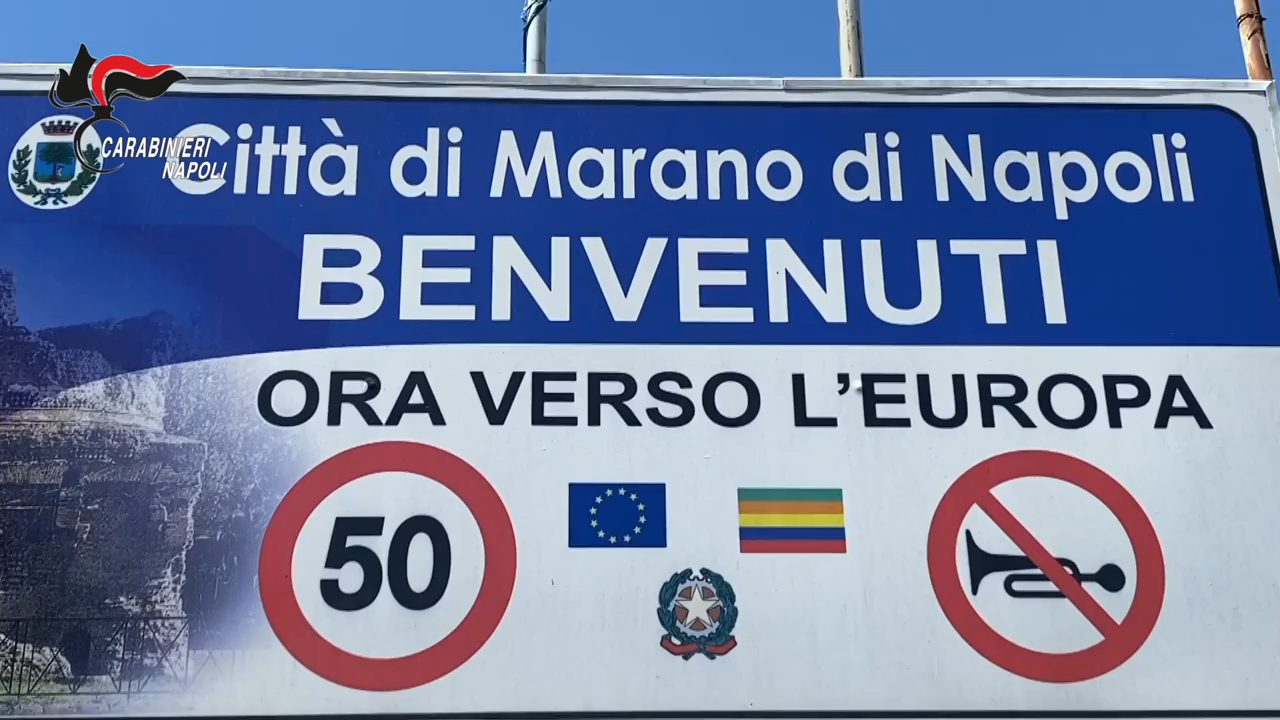 CARABINIERI
NAPOLI
Città di Marano di Napoli
BENVENUTI
ORA VERSO L'EUROPA
50